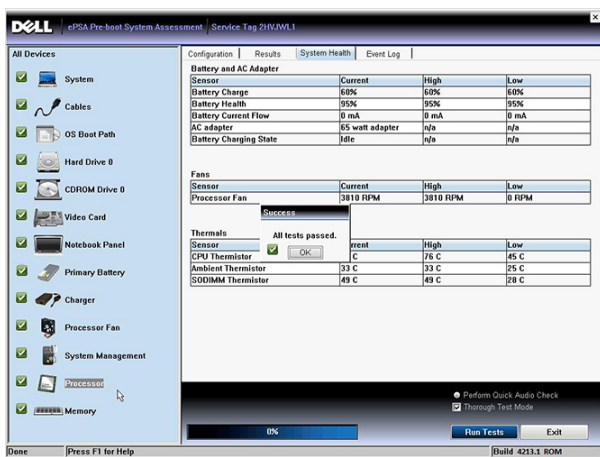 DELL ePSA Pre-boot System Assessment Service Tag 2HVJWL1
All Devices
System
Cables
OS Boot Path
Hard Drive 0
CDROM Drive 0
Video Card
Notebook Panel
Primary Battery
Charger
Processor Fan
System Management
Processor
Memory
Configuration Results System Health Event Log
Battery and AC Adapter
Sensor Current High Low
Battery Charge 60% 60% 60%
Battery Health 95% 95% 95%
Battery Current Flow 0 mA 0 mA 0 mA
AC adapter 65 watt adapter n/a n/a
Battery Charging State Idle n/a n/a
Fans
Sensor Current High Low
Processor Fan 3810 RPM 3810 RPM 0 RPM
Success
All tests passed.
OK
Thermals
Sensor rrent High Low
CPU Thermistor C 76 C 45 C
Ambient Thermistor 33 C 33 C 25 C
SODIMM Thermistor 49 C 49 C 28 C
Perform Quick Audio Check
Thorough Test Mode
0% Run Tests Exit
Done Press F1 for Help Build 4213.1 ROM